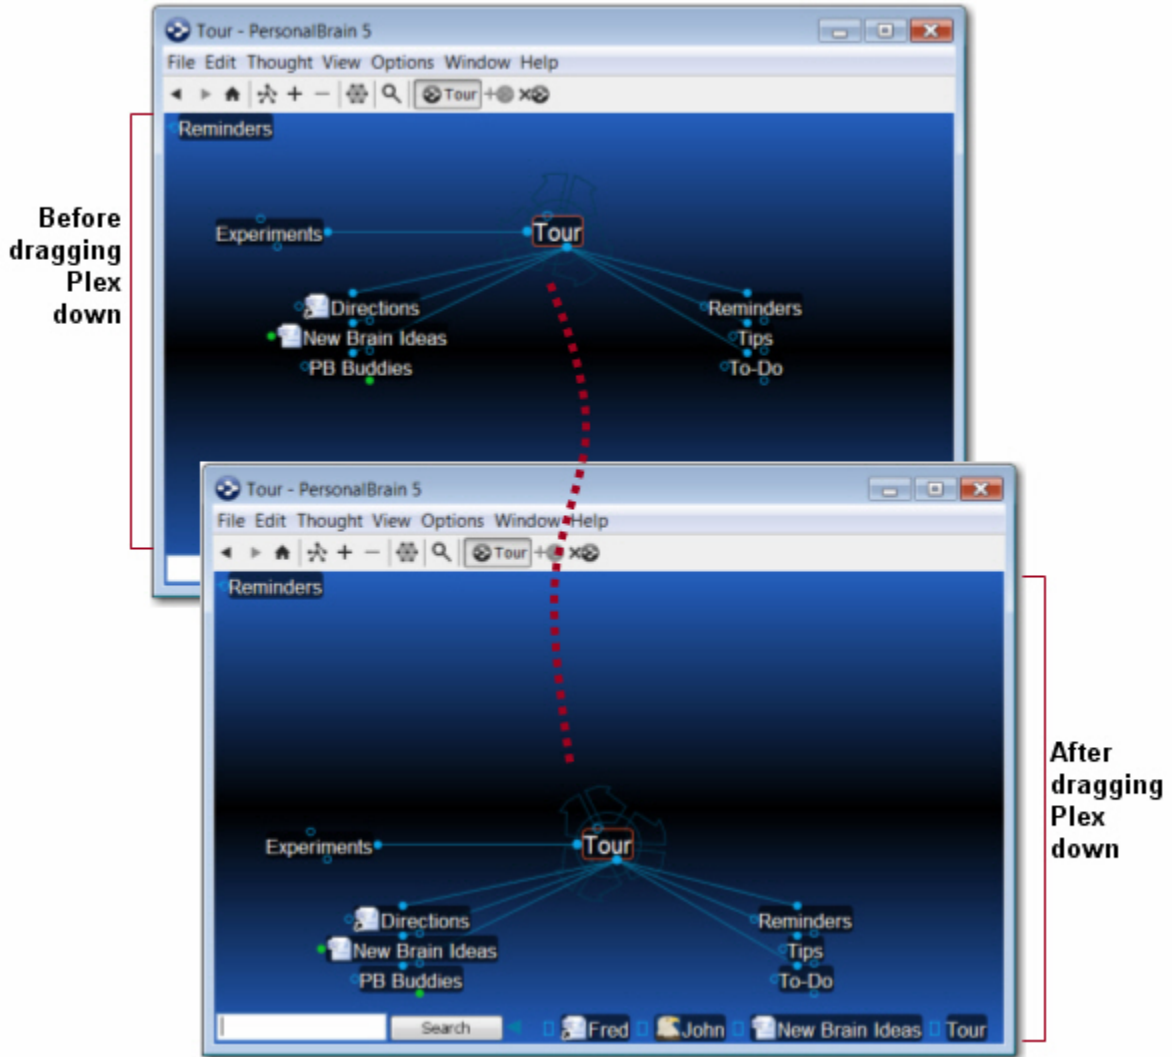 Tour - PersonalBrain 5
File Edit Thought View Options Window Help
Tour
Reminders
Before
dragging
Plex
down
Experiments
Tour
Directions
New Brain Ideas
PB Buddies
Reminders
Tips
To-Do
Tour - PersonalBrain 5
File Edit Thought View Options Window Help
Tour
Reminders
Experiments
Tour
Directions
New Brain Ideas
PB Buddies
Reminders
Tips
To-Do
After
dragging
Plex
down
Search Fred John New Brain Ideas Tour